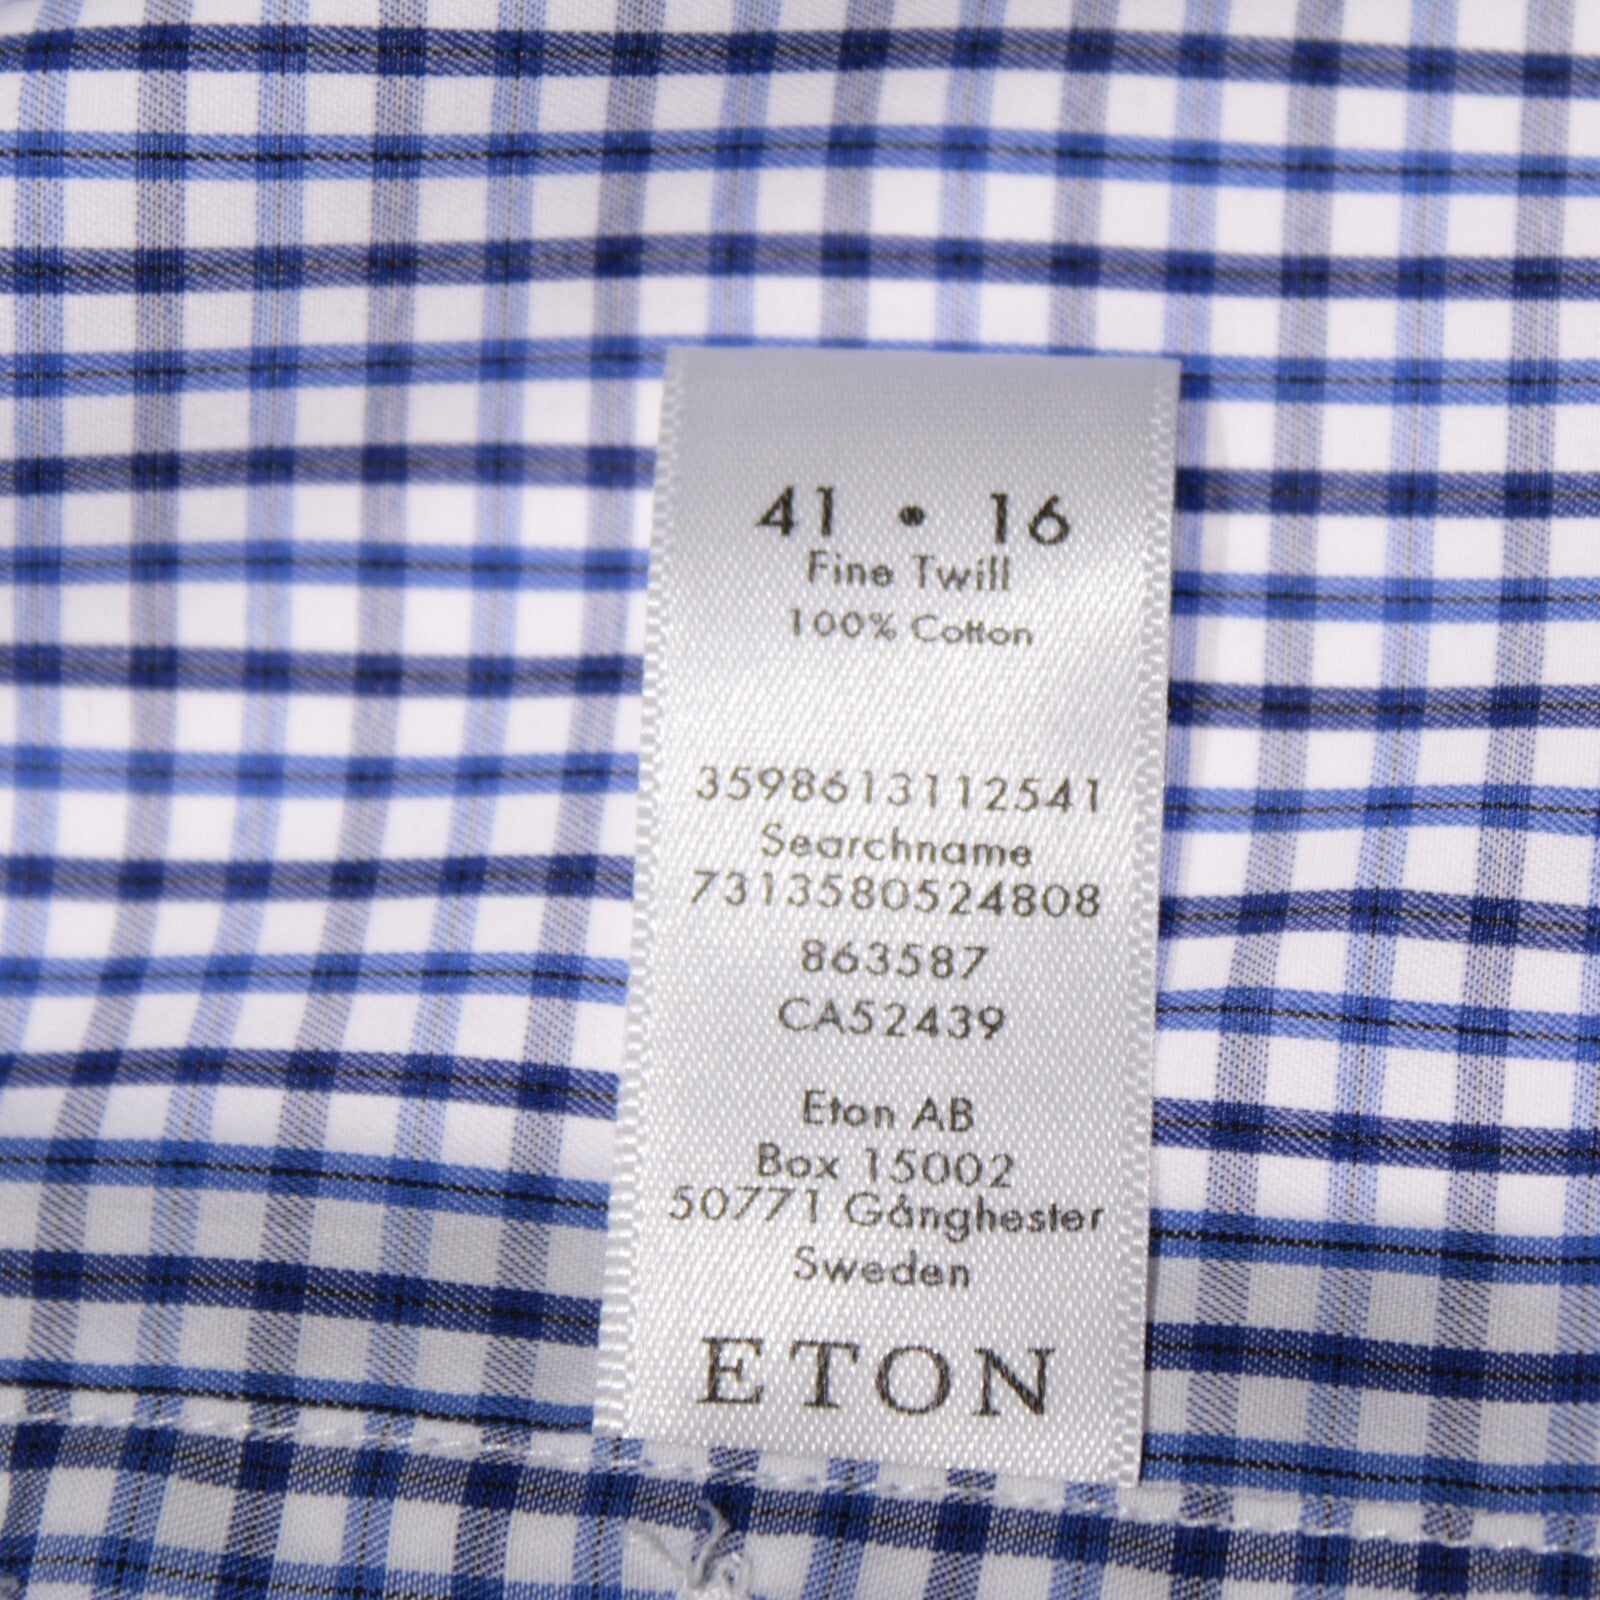 41 • 16
Fine Twill
100% Cotton
3598613112541
Searchname
7313580524808
863587
CA52439
Eton AB
Box 15002
50771 Gånghester
Sweden
ETON